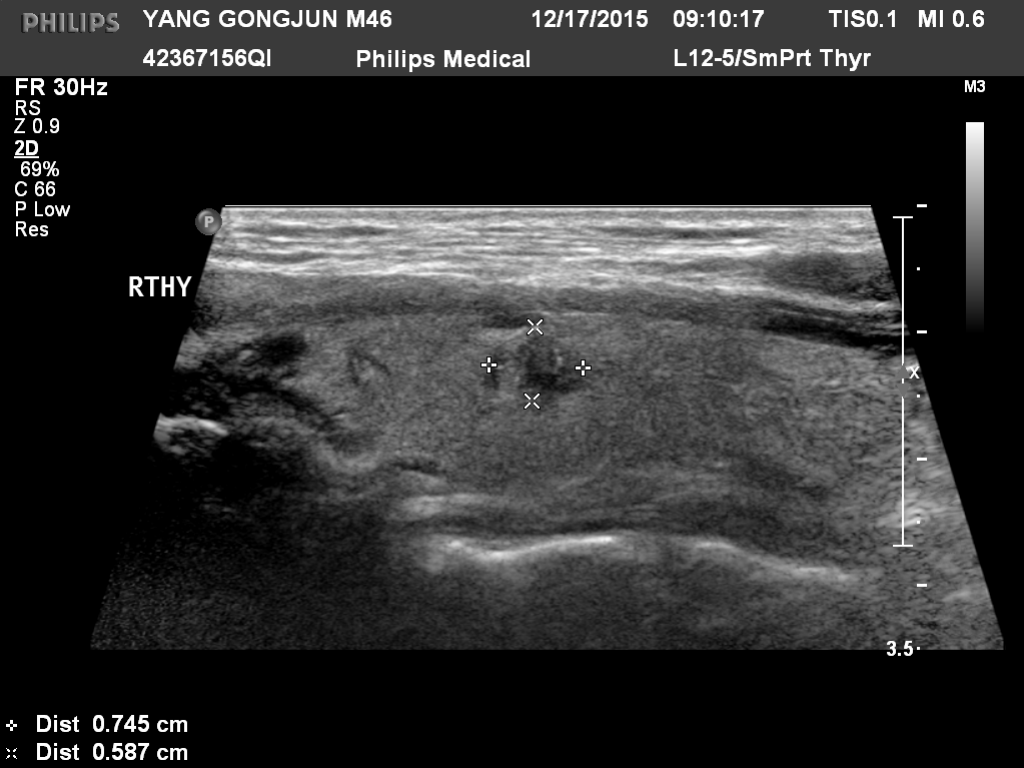 PHILIPS YANG GONGJUN M46 12/17/2015 09:10:17 TIS0.1 MI 0.6
42367156QI Philips Medical L12-5/SmPrt Thyr
FR 30Hz M3
RS
Z 0.9
2D
69%
C 66
P Low
Res
P
RTHY
x
3.5
Dist 0.745 cm
Dist 0.587 cm